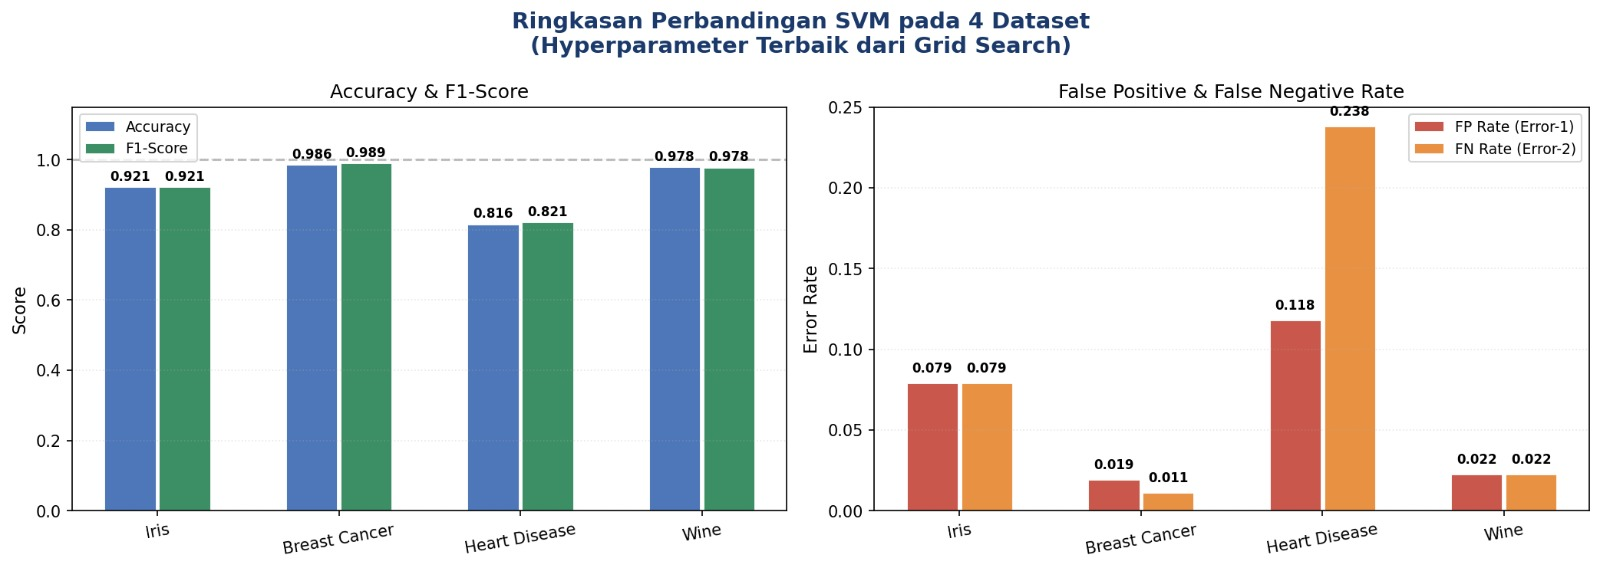 Ringkasan Perbandingan SVM pada 4 Dataset
(Hyperparameter Terbaik dari Grid Search)
Accuracy & F1-Score
Accuracy
F1-Score
Score
1.0
0.8
0.6
0.4
0.2
0.0
0.921 0.921
0.986 0.989
0.816 0.821
0.978 0.978
Iris
Breast Cancer
Heart Disease
Wine
False Positive & False Negative Rate
FP Rate (Error-1)
FN Rate (Error-2)
Error Rate
0.25
0.20
0.15
0.10
0.05
0.00
0.079 0.079
0.019 0.011
0.118 0.238
0.022 0.022
Iris
Breast Cancer
Heart Disease
Wine